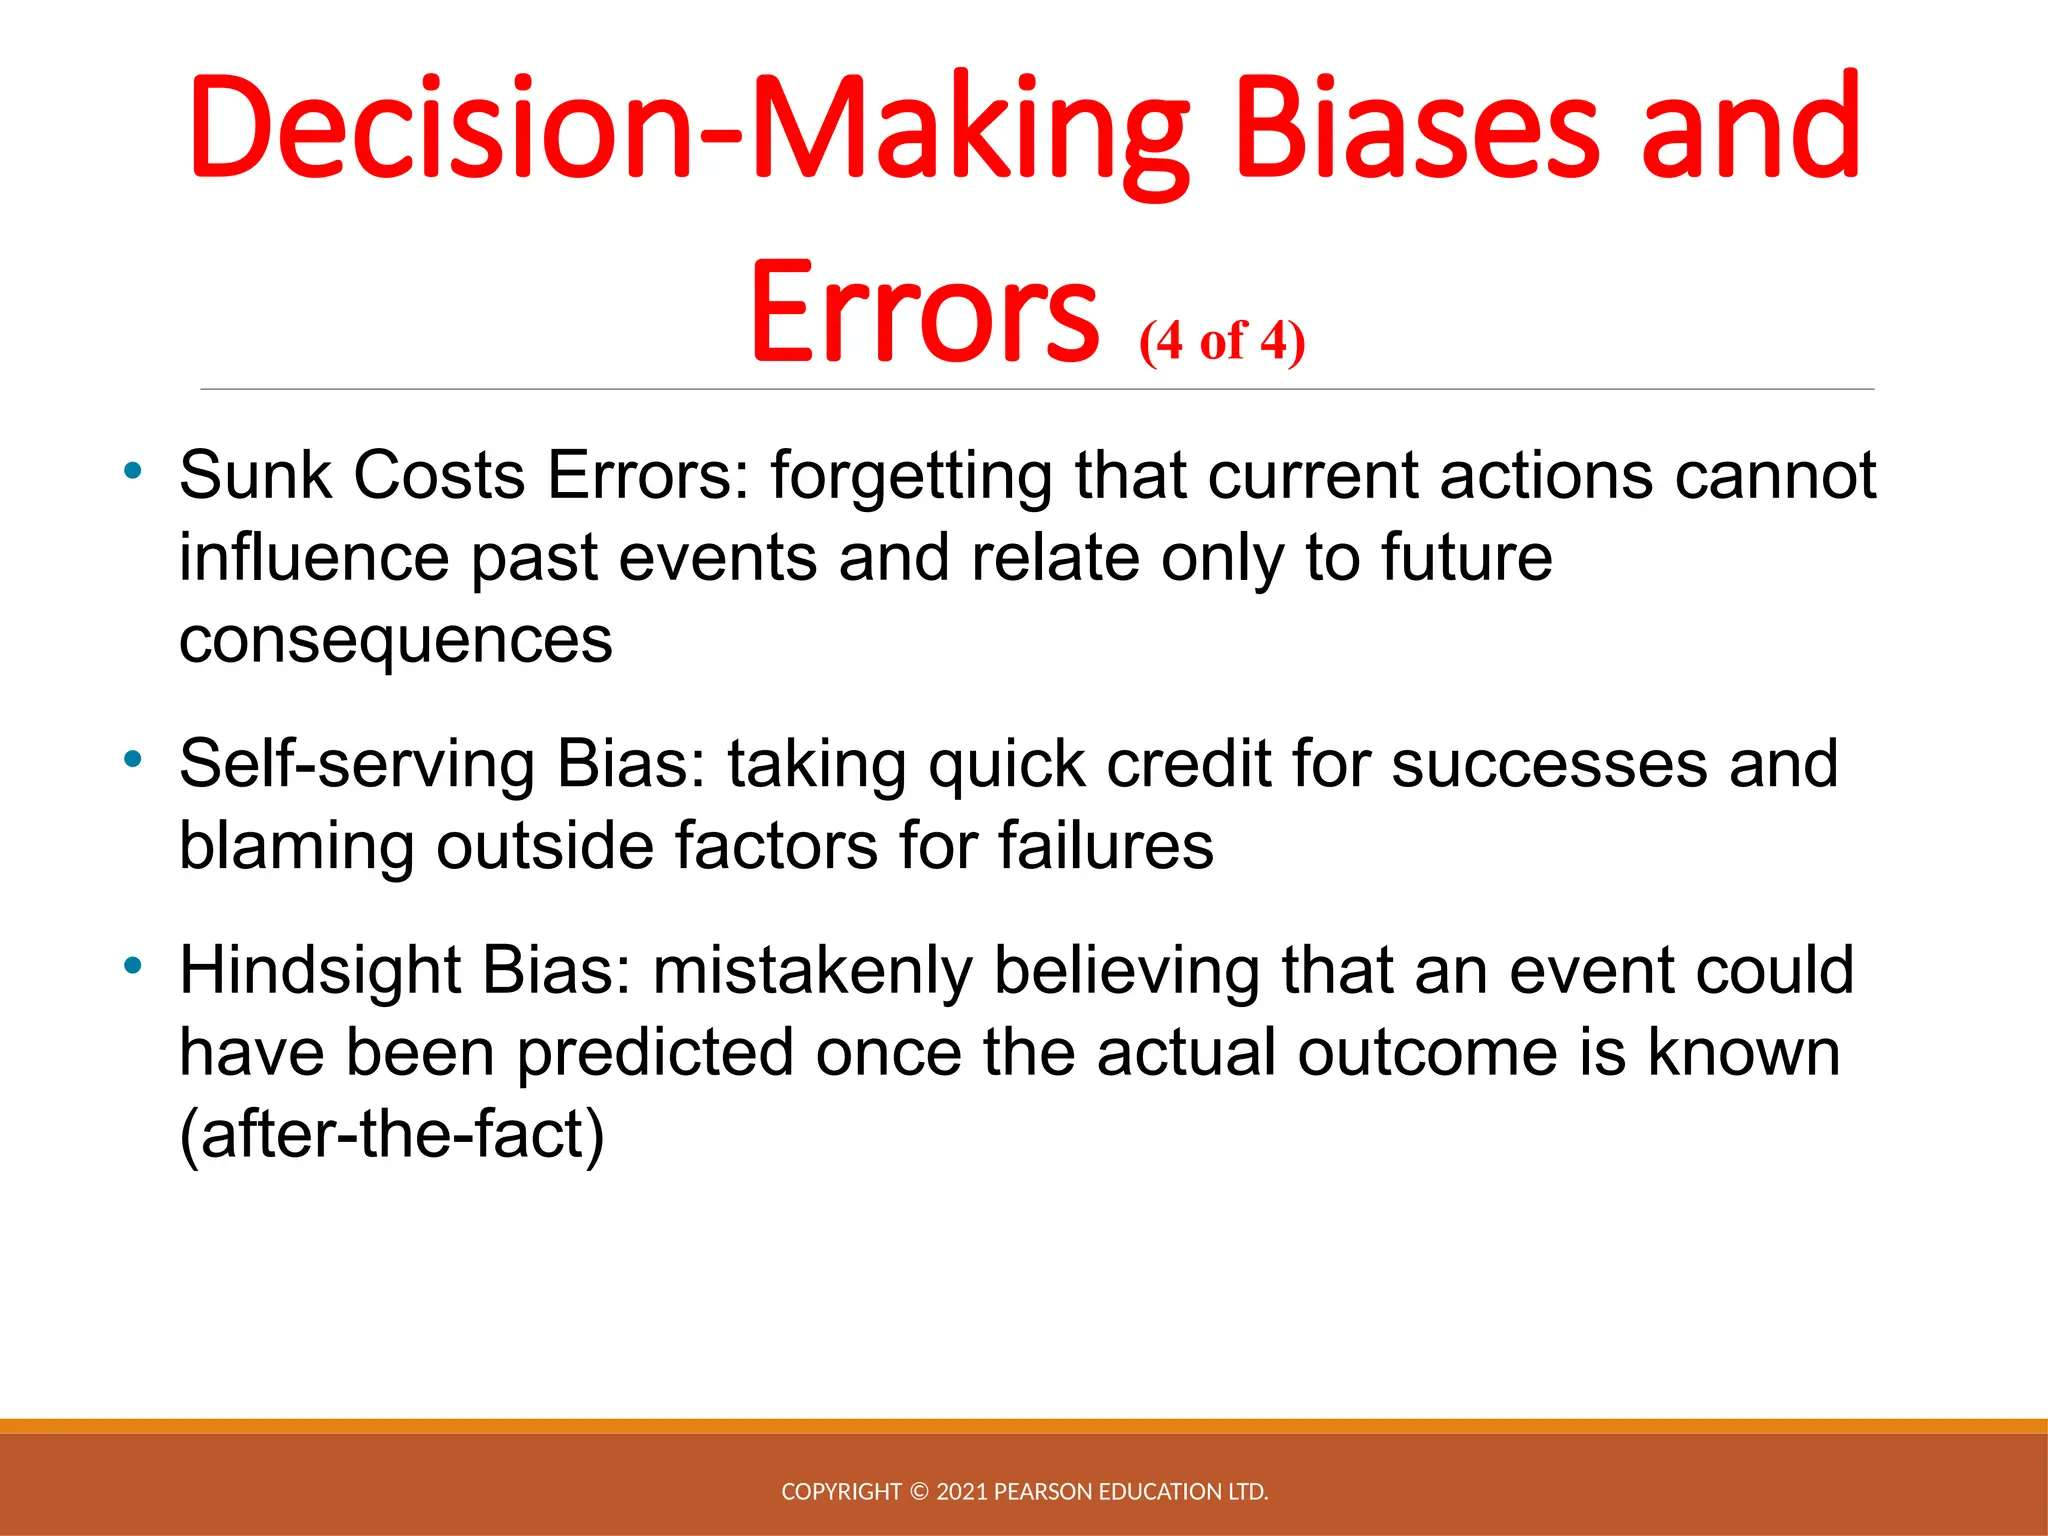 Decision-Making Biases and
Errors (4 of 4)
• Sunk Costs Errors: forgetting that current actions cannot
influence past events and relate only to future
consequences
• Self-serving Bias: taking quick credit for successes and
blaming outside factors for failures
• Hindsight Bias: mistakenly believing that an event could
have been predicted once the actual outcome is known
(after-the-fact)
COPYRIGHT © 2021 PEARSON EDUCATION LTD.